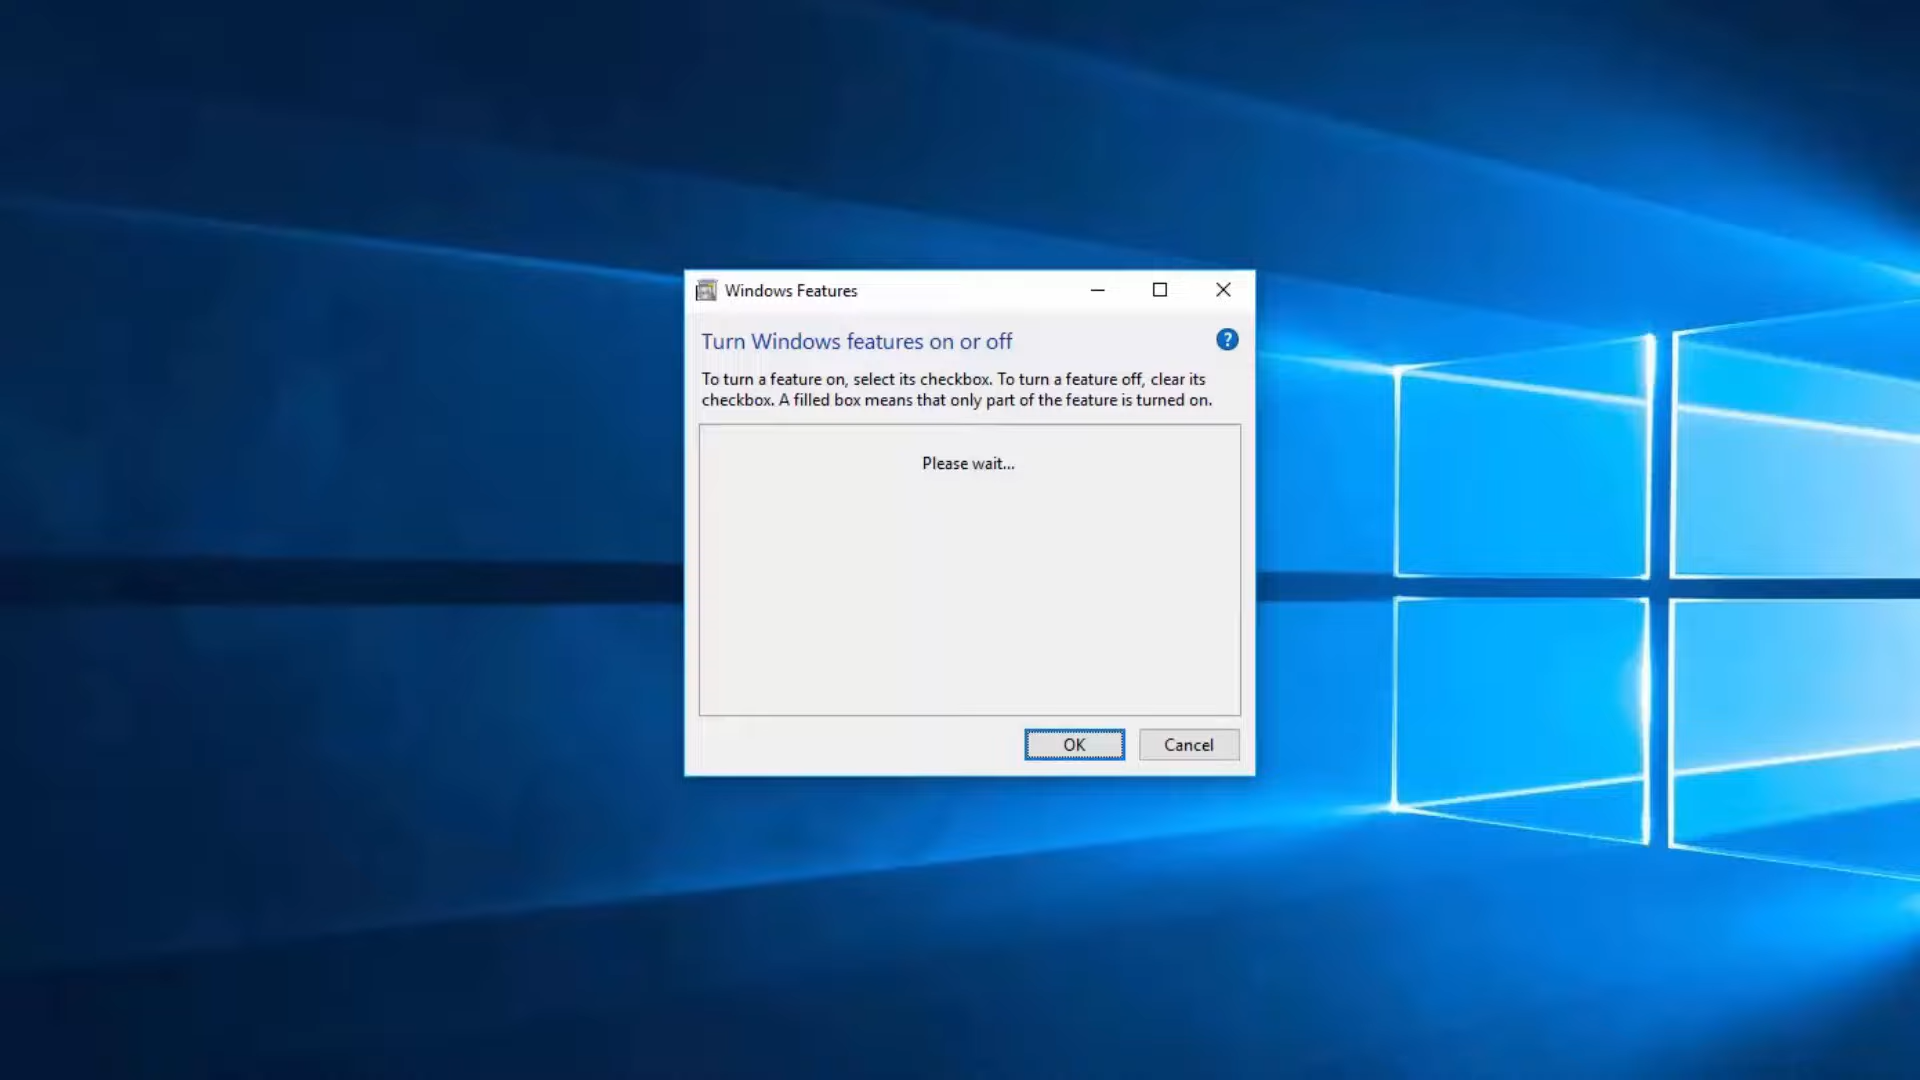 Windows Features
Turn Windows features on or off
?
To turn a feature on, select its checkbox. To turn a feature off, clear its
checkbox. A filled box means that only part of the feature is turned on.
Please wait...
OK
Cancel